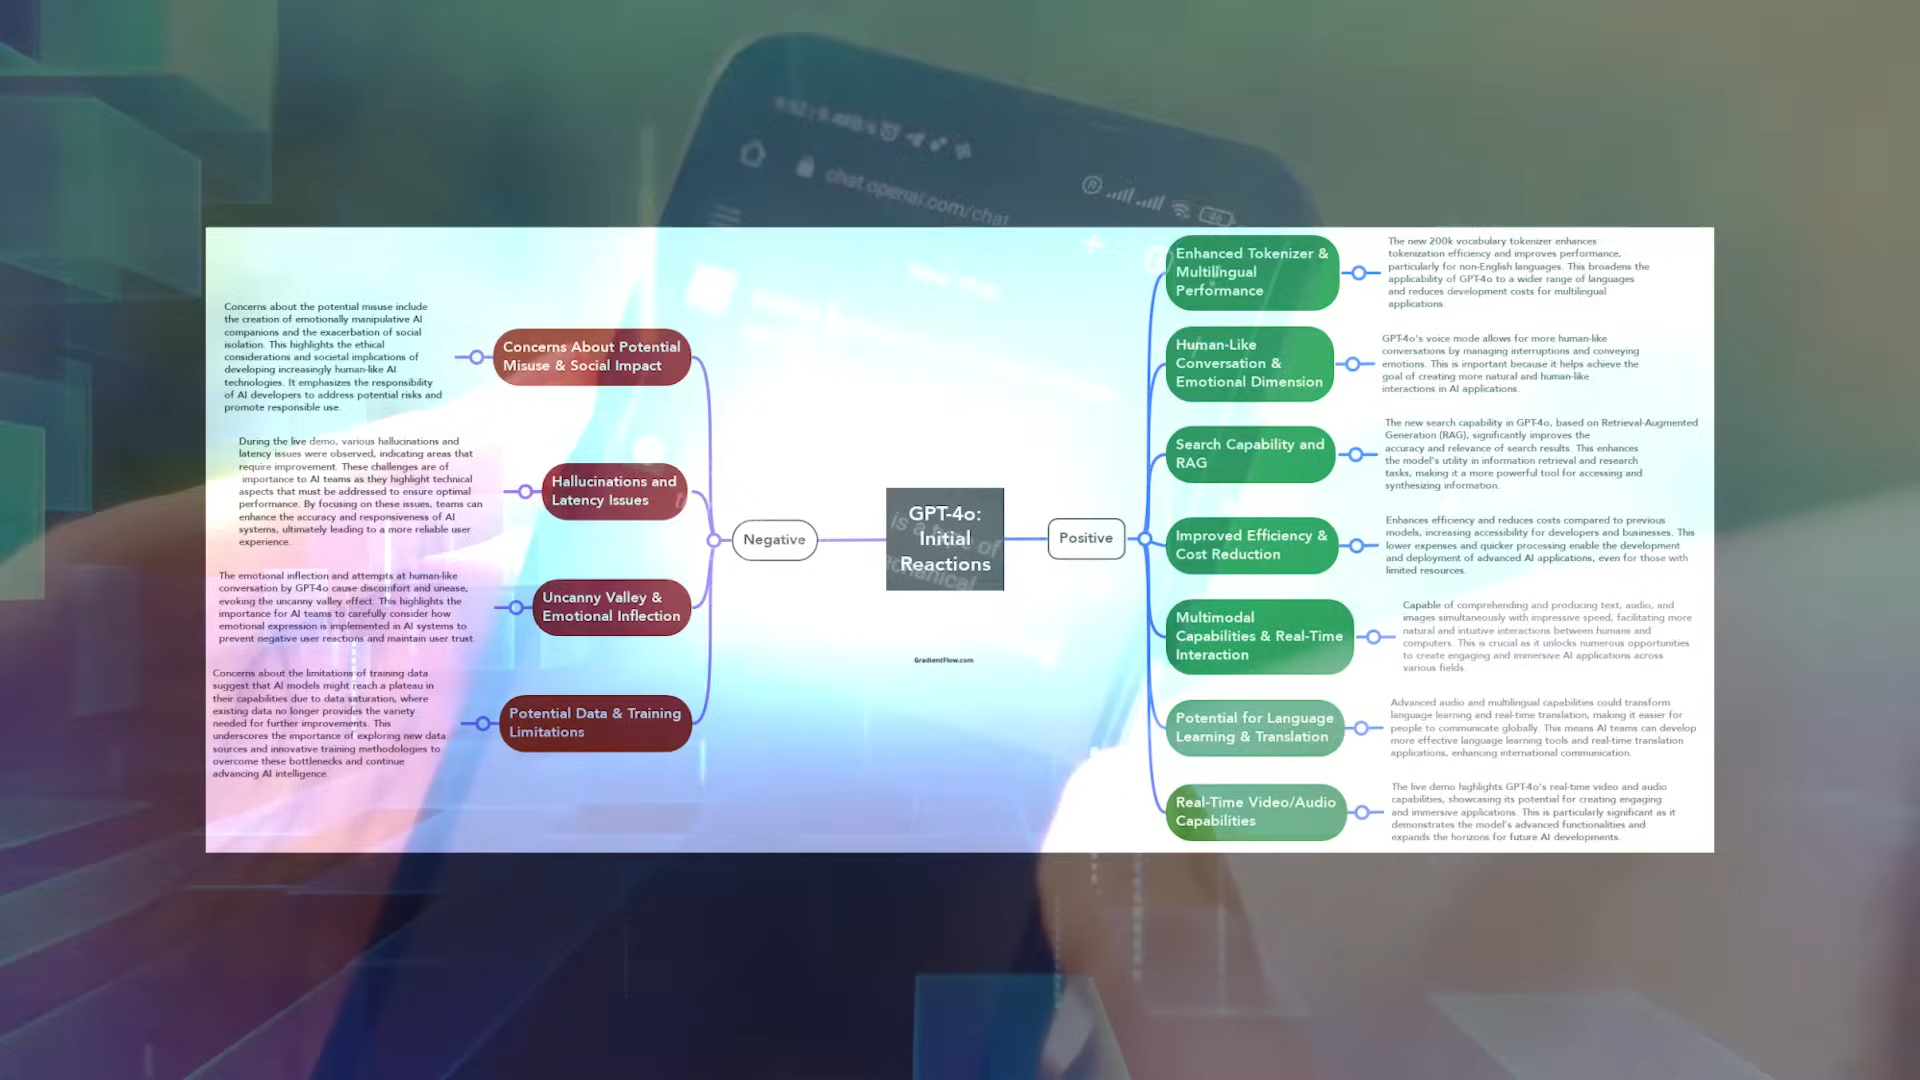 chat.openai.com/chat
Concerns about the potential misuse include
the creation of emotionally manipulative AI
companions and the exacerbation of social
isolation. This highlights the ethical
considerations and societal implications of
developing increasingly human-like AI
technologies. It emphasizes the responsibility
of AI developers to address potential risks and
promote responsible use.
Concerns About Potential
Misuse & Social Impact
During the live demo, various hallucinations and
latency issues were observed, indicating areas that
require improvement. These challenges are of
importance to AI teams as they highlight technical
aspects that must be addressed to ensure optimal
performance. By focusing on these issues, teams can
enhance the accuracy and responsiveness of AI
systems, ultimately leading to a more reliable user
experience.
Hallucinations and
Latency Issues
The emotional inflection and attempts at human-like
conversation by GPT-4o cause discomfort and unease,
evoking the uncanny valley effect. This highlights the
importance for AI teams to carefully consider how
emotional expression is implemented in AI systems to
prevent negative user reactions and maintain user trust.
Uncanny Valley &
Emotional Inflection
Concerns about the limitations of training data
suggest that AI models might reach a plateau in
their capabilities due to data saturation, where
existing data no longer provides the variety
needed for further improvements. This
underscores the importance of exploring new data
sources and innovative training methodologies to
overcome these bottlenecks and continue
advancing AI intelligence.
Potential Data & Training
Limitations
Negative
GPT-4o:
Initial
Reactions
GradientFlow.com
Positive
Enhanced Tokenizer &
Multilingual
Performance
The new 200k vocabulary tokenizer enhances
tokenization efficiency and improves performance,
particularly for non-English languages. This broadens the
applicability of GPT-4o to a wider range of languages
and reduces development costs for multilingual
applications.
Human-Like
Conversation &
Emotional Dimension
GPT-4o's voice mode allows for more human-like
conversations by managing interruptions and conveying
emotions. This is important because it helps achieve the
goal of creating more natural and human-like
interactions in AI applications.
Search Capability and
RAG
The new search capability in GPT-4o, based on Retrieval-Augmented
Generation (RAG), significantly improves the
accuracy and relevance of search results. This enhances
the model's utility in information retrieval and research
tasks, making it a more powerful tool for accessing and
synthesizing information.
Improved Efficiency &
Cost Reduction
Enhances efficiency and reduces costs compared to previous
models, increasing accessibility for developers and businesses. This
lower expenses and quicker processing enable the development
and deployment of advanced AI applications, even for those with
limited resources.
Multimodal
Capabilities & Real-Time
Interaction
Capable of comprehending and producing text, audio, and
images simultaneously with impressive speed, facilitating more
natural and intuitive interactions between humans and
computers. This is crucial as it unlocks numerous opportunities
to create engaging and immersive AI applications across
various fields.
Potential for Language
Learning & Translation
Advanced audio and multilingual capabilities could transform
language learning and real-time translation, making it easier for
people to communicate globally. This means AI teams can develop
more effective language learning tools and real-time translation
applications, enhancing international communication.
Real-Time Video/Audio
Capabilities
The live demo highlights GPT-4o's real-time video and audio
capabilities, showcasing its potential for creating engaging
and immersive applications. This is particularly significant as it
demonstrates the model's advanced functionalities and
expands the horizons for future AI developments.